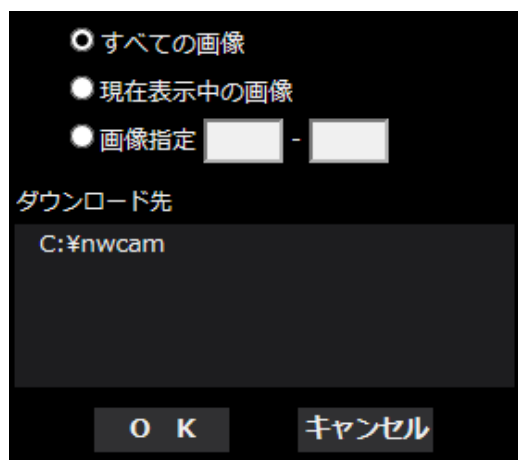 すべての画像
現在表示中の画像
画像指定 -
ダウンロード先
C:¥nwcam
O K キャンセル